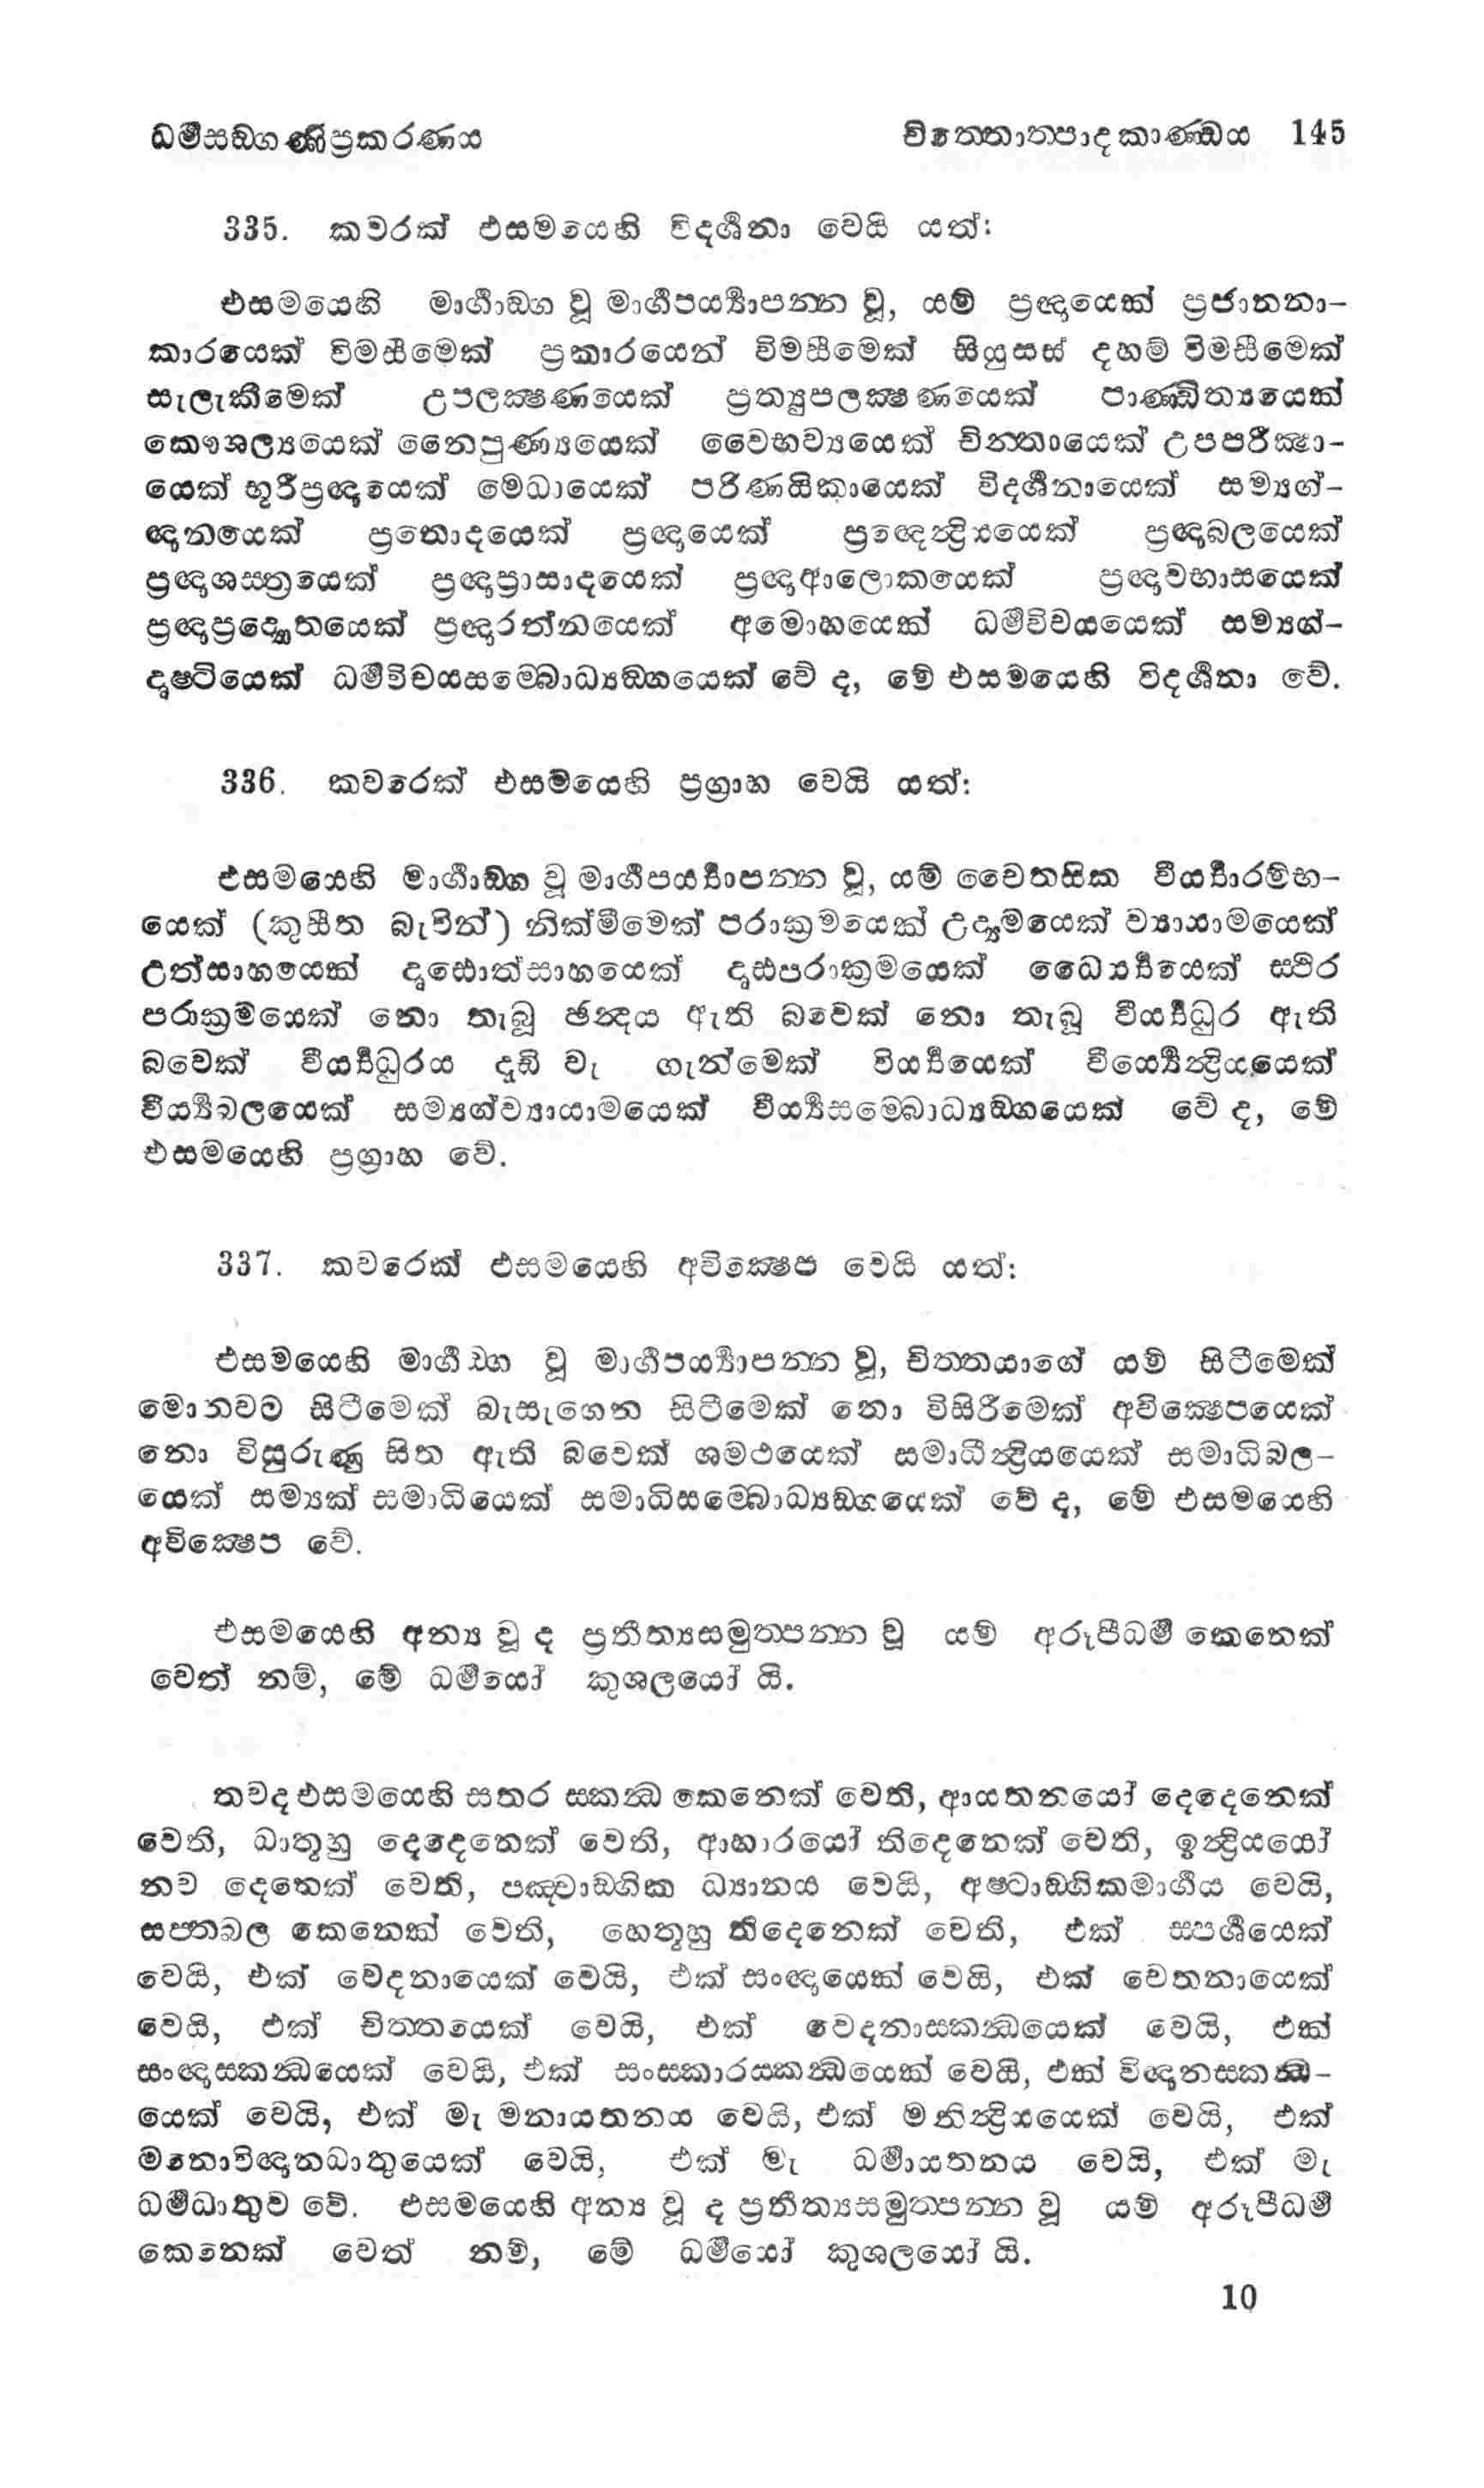 ධර්මසඞ්ගණිප්‍රකරණය චිත්තොත්පාදකාණ්ඩය 145
335. කවරක් එසමයෙහි විදර්ශනා වෙයි යත්:
එසමයෙහි මාර්ගාඞ්ග වූ මාර්ගපර්‍ය්‍යාපන්න වූ, යම් ප්‍රඥායෙක් ප්‍රජානනා-
කාරයෙක් විමසීමෙක් ප්‍රකාරයෙන් විමසීමෙක් සියුසස් දහම් විමසීමෙක්
සැලැකීමෙක් උපලක්‍ෂණයෙක් ප්‍රත්‍යුපලක්‍ෂණයෙක් පාණ්ඩිත්‍යයෙක්
කෞශල්‍යයෙක් නෛපුණ්‍යයෙක් වෛභව්‍යයෙක් චින්තායෙක් උපපරීක්‍ෂා-
යෙක් භූරිප්‍රඥායෙක් මෙධායෙක් පරිණායිකායෙක් විදර්ශනායෙක් සම්‍යග්-
ඥානයෙක් ප්‍රතොදයෙක් ප්‍රඥායෙක් ප්‍රඥෙන්ද්‍රියයෙක් ප්‍රඥාබලයෙක්
ප්‍රඥාශස්ත්‍රයෙක් ප්‍රඥාප්‍රාසාදයෙක් ප්‍රඥාආලොකයෙක් ප්‍රඥාවභාසයෙක්
ප්‍රඥාප්‍රද්‍යොතයෙක් ප්‍රඥාරත්නයෙක් අමොහයෙක් ධර්මවිචයයෙක් සම්‍යග්-
දෘෂ්ටියෙක් ධර්මවිචයසම්බොධ්‍යඞ්ගයෙක් වේ ද, මේ එසමයෙහි විදර්ශනා වේ.
336. කවරෙක් එසමයෙහි ප්‍රග්‍රාහ වෙයි යත්:
එසමයෙහි මාර්ගාඞ්ග වූ මාර්ගපර්‍ය්‍යාපන්න වූ, යම් චෛතසික වීර්‍ය්‍යාරම්භ-
යෙක් (කුසීත බැවින්) නික්මීමෙක් පරාක්‍රමයෙක් උද්‍යමයෙක් ව්‍යායාමයෙක්
උත්සාහයෙක් දෘඪොත්සාහයෙක් දෘඪපරාක්‍රමයෙක් ධෛර්‍ය්‍යයෙක් ස්ථිර
පරාක්‍රමයෙක් නො තැබූ ඡන්දය ඇති බවෙක් නො තැබූ වීර්‍ය්‍යධුර ඇති
බවෙක් වීර්‍ය්‍යධුරය දැඩි වැ ගැන්මෙක් වියර්‍ය්‍යයෙක් වීර්‍ය්‍යෙන්ද්‍රියයෙක්
වීර්‍ය්‍යබලයෙක් සම්‍යග්ව්‍යායාමයෙක් වීර්‍ය්‍යසම්බොධ්‍යඞ්ගයෙක් වේ ද, මේ
එසමයෙහි ප්‍රග්‍රාහ වේ.
337. කවරෙක් එසමයෙහි අවික්‍ෂෙප වෙයි යත්:
එසමයෙහි මාර්ගඞ්ග වූ මාර්ගපර්‍ය්‍යාපන්න වූ, චිත්තයාගේ යම් සිටීමෙක්
මොනවට සිටීමෙක් බැසැගෙන සිටීමෙක් නො විසිරීමෙක් අවික්‍ෂෙපයෙක්
නො විසුරුණු සිත ඇති බවෙක් ශමථයෙක් සමාධීන්ද්‍රියයෙක් සමාධිබල-
යෙක් සම්‍යක් සමාධියෙක් සමාධිසම්බොධ්‍යඞ්ගයෙක් වේ ද, මේ එසමයෙහි
අවික්‍ෂෙප වේ.
එසමයෙහි අන්‍ය වූ ද ප්‍රතීත්‍යසමුත්පන්න වූ යම් අරූපීධර්ම කෙනෙක්
වෙත් නම්, මේ ධර්මයෝ කුශලයෝ යි.
තවද එසමයෙහි සතර ස්කන්‍ධ කෙනෙක් වෙති, ආයතනයෝ දෙදෙනෙක්
වෙති, ධාතූහු දෙදෙනෙක් වෙති, ආහාරයෝ තිදෙනෙක් වෙති, ඉන්ද්‍රියයෝ
නව දෙනෙක් වෙති, පඤ්චාඞ්ගික ධ්‍යානය වෙයි, අෂ්ටාඞ්ගිකමාර්ගය වෙයි,
සප්තබල කෙනෙක් වෙති, හෙතූහු තිදෙනෙක් වෙති, එක් ස්පර්ශයෙක්
වෙයි, එක් වේදනායෙක් වෙයි, එක් සංඥායෙක් වෙයි, එක් චෙතනායෙක්
වෙයි, එක් චිත්තයෙක් වෙයි, එක් වෙදනාස්කන්‍ධයෙක් වෙයි, එක්
සංඥාස්කන්‍ධයෙක් වෙයි, එක් සංස්කාරස්කන්‍ධයෙක් වෙයි, එක් විඥානස්කන්‍ධ-
යෙක් වෙයි, එක් මැ මනායතනය වෙයි, එක් මනින්ද්‍රියයෙක් වෙයි, එක්
මනොවිඥානධාතුයෙක් වෙයි, එක් මැ ධර්මායතනය වෙයි, එක් මැ
ධර්මධාතුව වේ. එසමයෙහි අන්‍ය වූ ද ප්‍රතීත්‍යසමුත්පන්න වූ යම් අරූපීධර්ම
කෙනෙක් වෙත් නම්, මේ ධර්මයෝ කුශලයෝ යි.
10